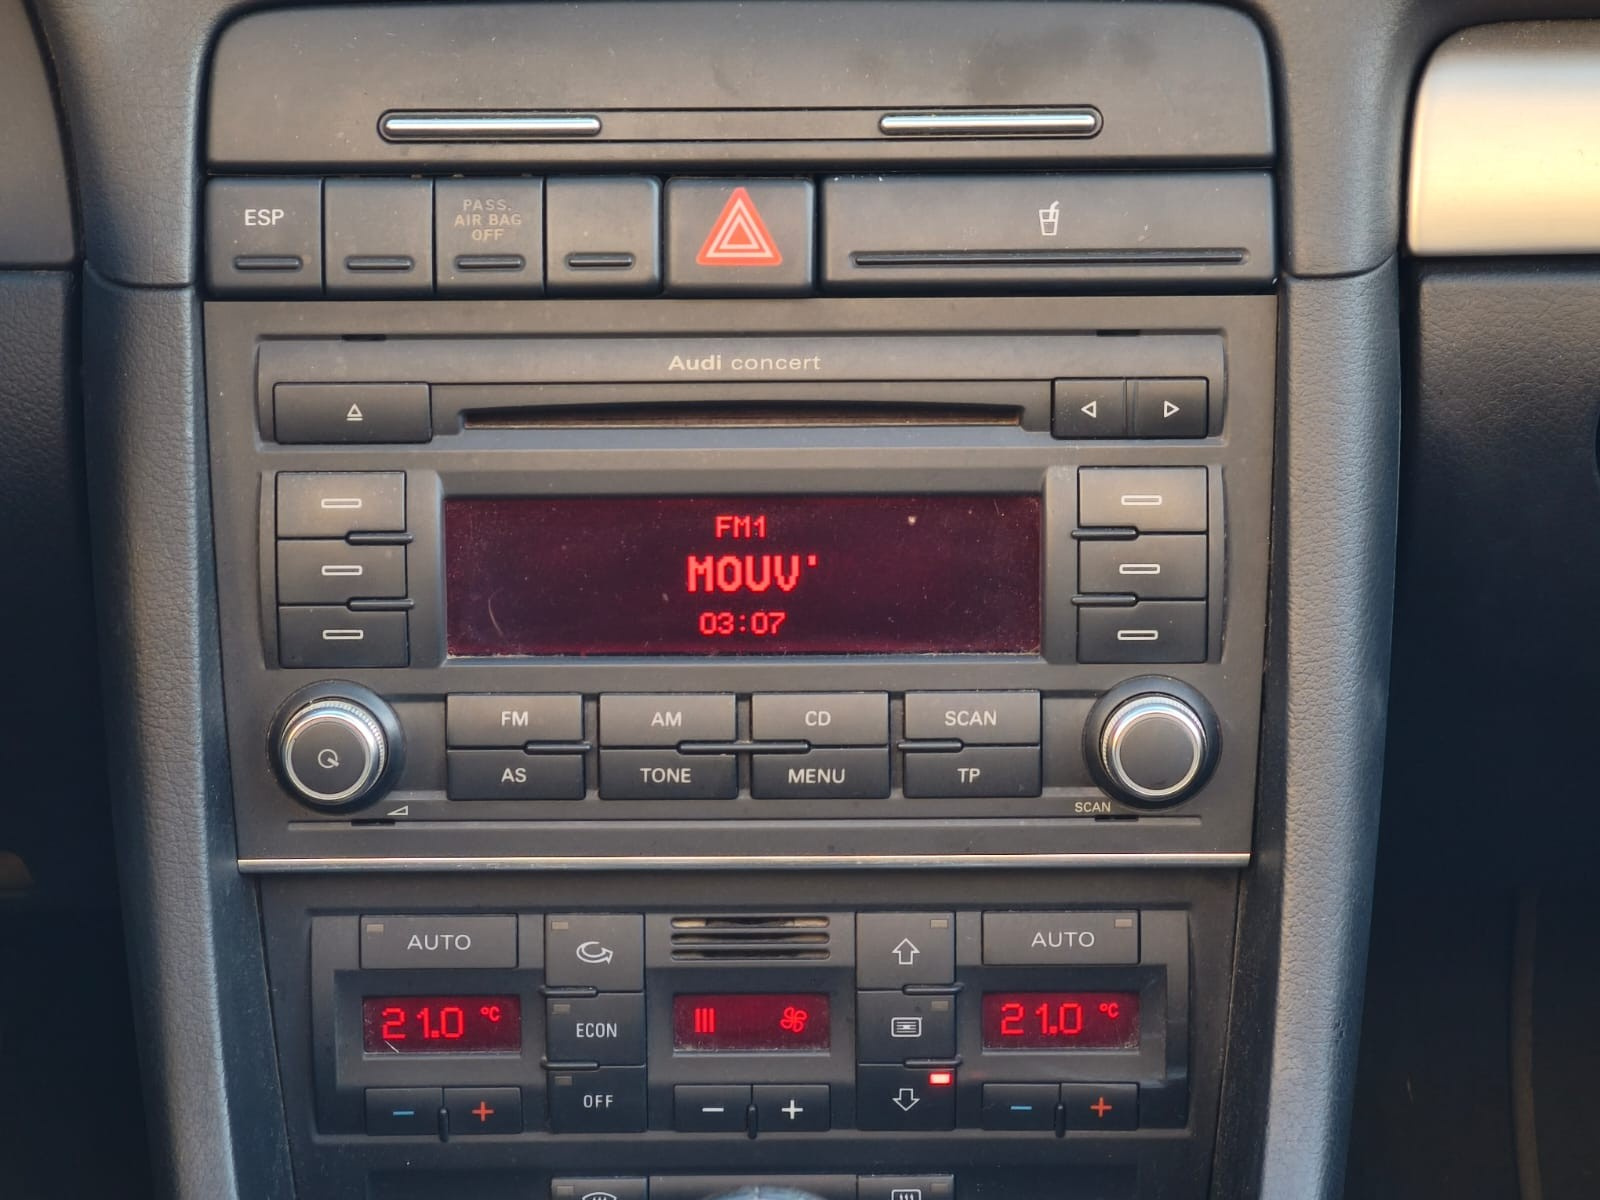 ESP
PASS.
AIR BAG
OFF
Audi concert
FM1
MOUV'
03:07
FM
AM
CD
SCAN
AS
TONE
MENU
TP
SCAN
AUTO
AUTO
21.0 °C
ECON
21.0 °C
OFF